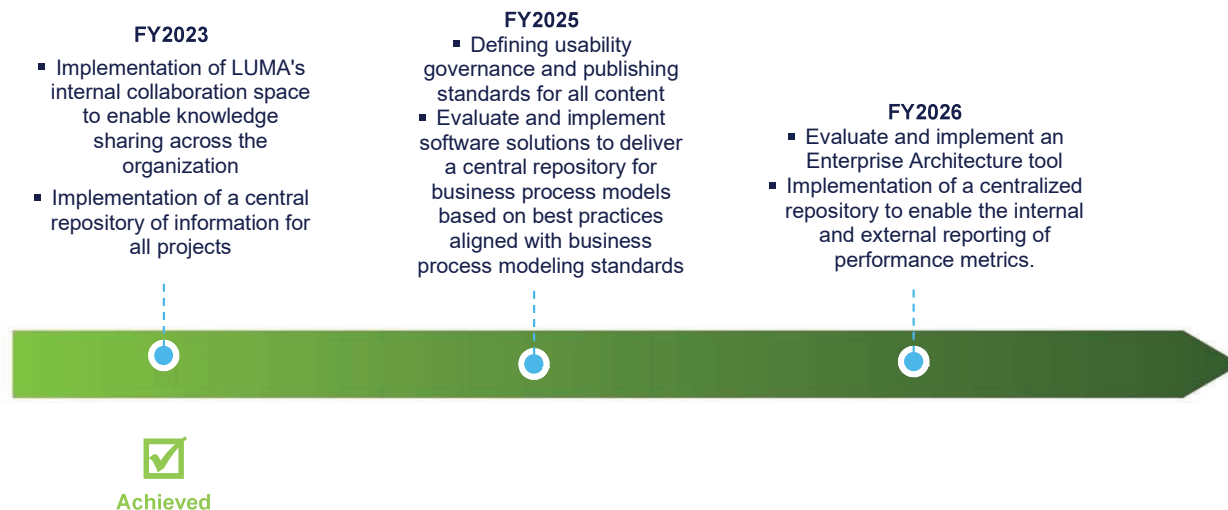 FY2023
▪ Implementation of LUMA's
internal collaboration space
to enable knowledge
sharing across the
organization
▪ Implementation of a central
repository of information for
all projects
FY2025
▪ Defining usability
governance and publishing
standards for all content
▪ Evaluate and implement
software solutions to deliver
a central repository for
business process models
based on best practices
aligned with business
process modeling standards
FY2026
▪ Evaluate and implement an
Enterprise Architecture tool
▪ Implementation of a centralized
repository to enable the internal
and external reporting of
performance metrics.
Achieved